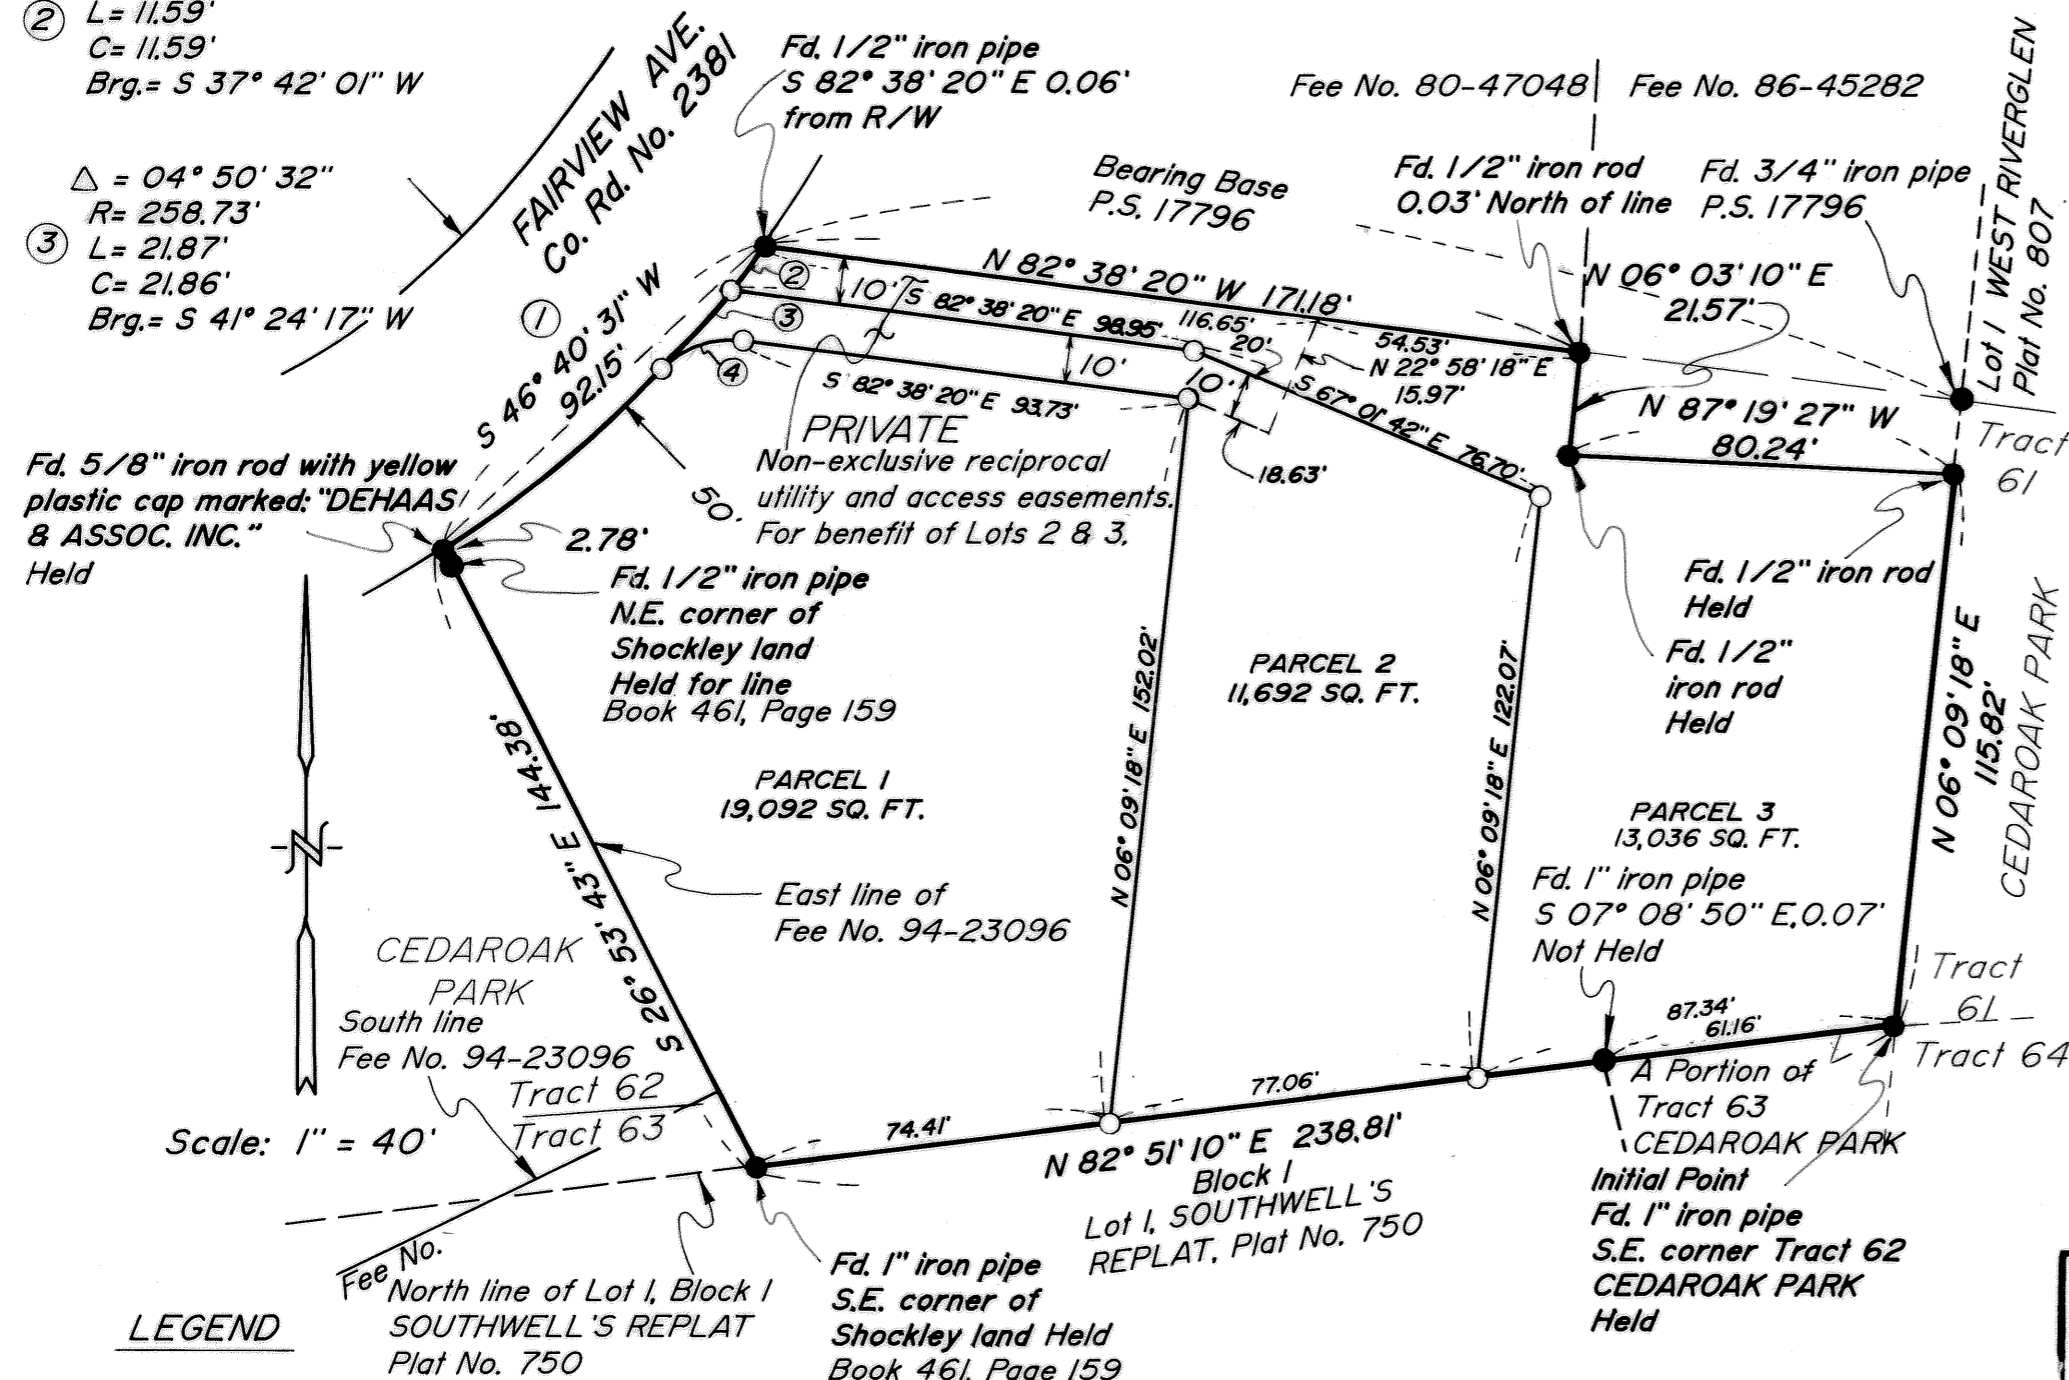 ② L= 11.59'
C= 11.59'
Brg.= S 37° 42' 01" W
△ = 04° 50' 32"
R= 258.73'
③ L= 21.87'
C= 21.86'
Brg.= S 41° 24' 17" W
FAIRVIEW AVE.
Co. Rd. No. 2381
Fd. 1/2" iron pipe
S 82° 38' 20" E 0.06'
from R/W
Fee No. 80-47048
Fee No. 86-45282
Lot 1 WEST RIVERGLEN
Plat No. 807
Bearing Base
P.S. 17796
Fd. 1/2" iron rod
0.03' North of line
Fd. 3/4" iron pipe
P.S. 17796
①
S 46° 40' 31" W
92.15'
②
③
④
10'
N 82° 38' 20" W 171.18'
S 82° 38' 20" E 98.95'
116.65'
54.53'
20'
10'
10'
N 22° 58' 18" E
15.97'
N 06° 03' 10" E
21.57'
S 82° 38' 20" E 93.73'
S 67° 01' 42" E 76.70'
18.63'
N 87° 19' 27" W
80.24'
Tract
61
PRIVATE
Non-exclusive reciprocal
utility and access easements.
For benefit of Lots 2 & 3.
50.
Fd. 5/8" iron rod with yellow
plastic cap marked: "DEHAAS
& ASSOC. INC."
Held
2.78'
Fd. 1/2" iron pipe
N.E. corner of
Shockley land
Held for line
Book 461, Page 159
Fd. 1/2" iron rod
Held
Fd. 1/2"
iron rod
Held
N 06° 09' 18" E
115.82'
CEDAROAK PARK
N 06° 09' 18" E 152.02'
PARCEL 2
11,692 SQ. FT.
N 06° 09' 18" E 122.07'
PARCEL 1
19,092 SQ. FT.
PARCEL 3
13,036 SQ. FT.
S 26° 53' 43" E 144.38'
East line of
Fee No. 94-23096
Fd. 1" iron pipe
S 07° 08' 50" E, 0.07'
Not Held
N
CEDAROAK
PARK
South line
Fee No. 94-23096
Tract 62
Tract 63
Scale: 1" = 40'
74.41'
77.06'
87.34'
61.16'
N 82° 51' 10" E 238.81'
Tract
61
Tract 64
Block 1
Lot 1, SOUTHWELL'S
REPLAT, Plat No. 750
A Portion of
Tract 63
CEDAROAK PARK
Initial Point
Fd. 1" iron pipe
S.E. corner Tract 62
CEDAROAK PARK
Held
Fee No.
North line of Lot 1, Block 1
SOUTHWELL'S REPLAT
Plat No. 750
Fd. 1" iron pipe
S.E. corner of
Shockley land Held
Book 461, Page 159
LEGEND